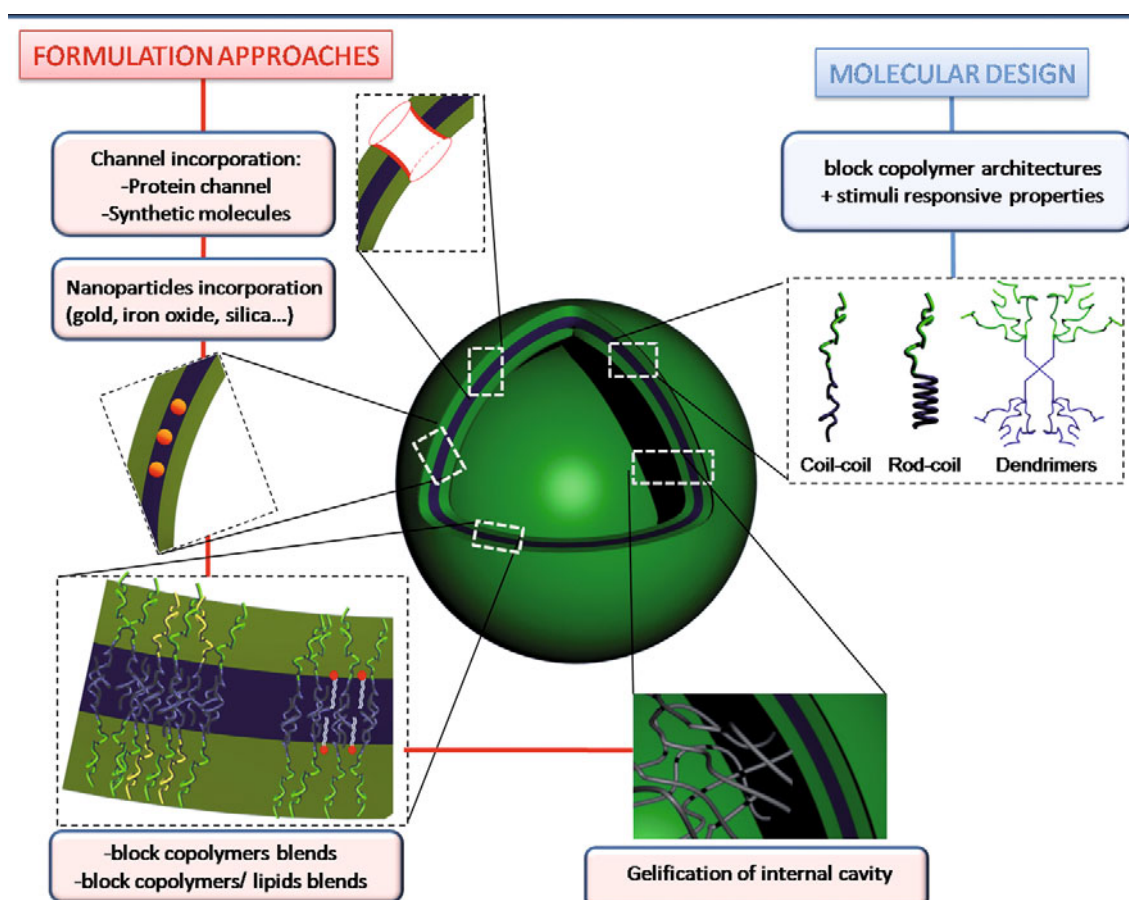 FORMULATION APPROACHES
Channel incorporation:
-Protein channel
-Synthetic molecules
Nanoparticles incorporation
(gold, iron oxide, silica...)
-block copolymers blends
-block copolymers/ lipids blends
Gelification of internal cavity
MOLECULAR DESIGN
block copolymer architectures
+ stimuli responsive properties
Coil-coil
Rod-coil
Dendrimers